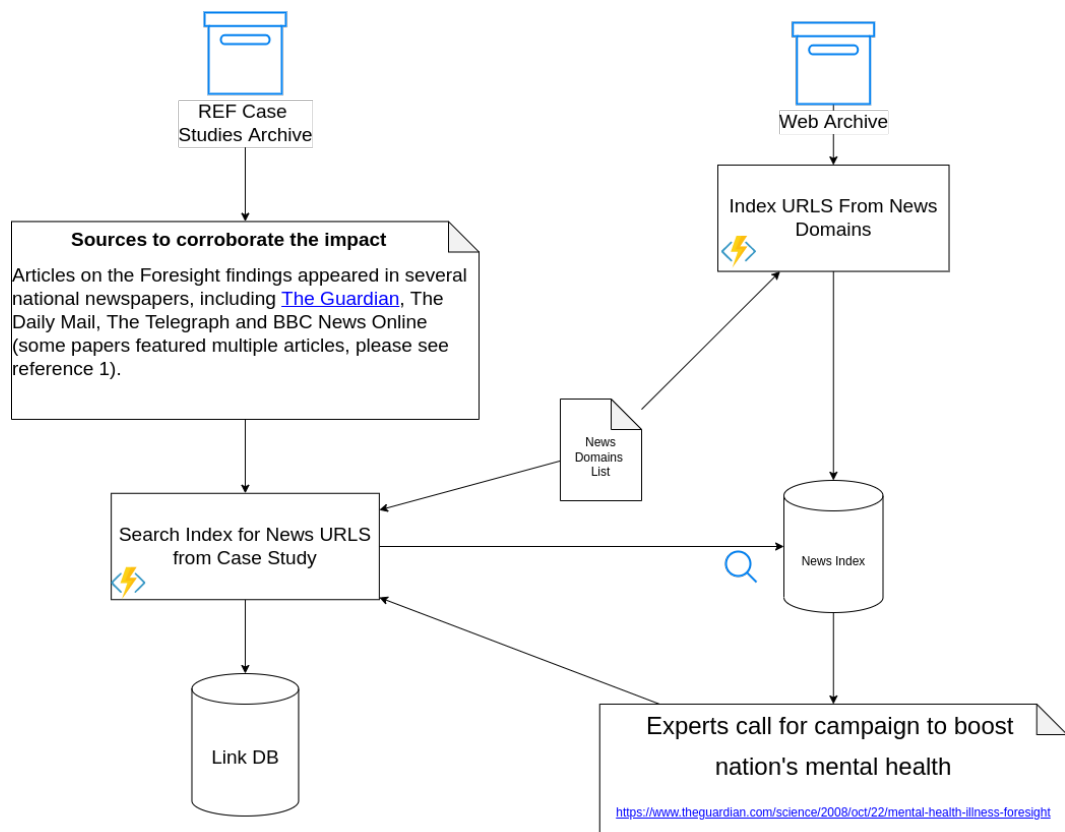 REF Case
Studies Archive
Web Archive
Index URLS From News
Domains
Sources to corroborate the impact
Articles on the Foresight findings appeared in several
national newspapers, including The Guardian, The
Daily Mail, The Telegraph and BBC News Online
(some papers featured multiple articles, please see
reference 1).
News
Domains
List
Search Index for News URLS
from Case Study
News Index
Link DB
Experts call for campaign to boost
nation's mental health
https://www.theguardian.com/science/2008/oct/22/mental-health-illness-foresight